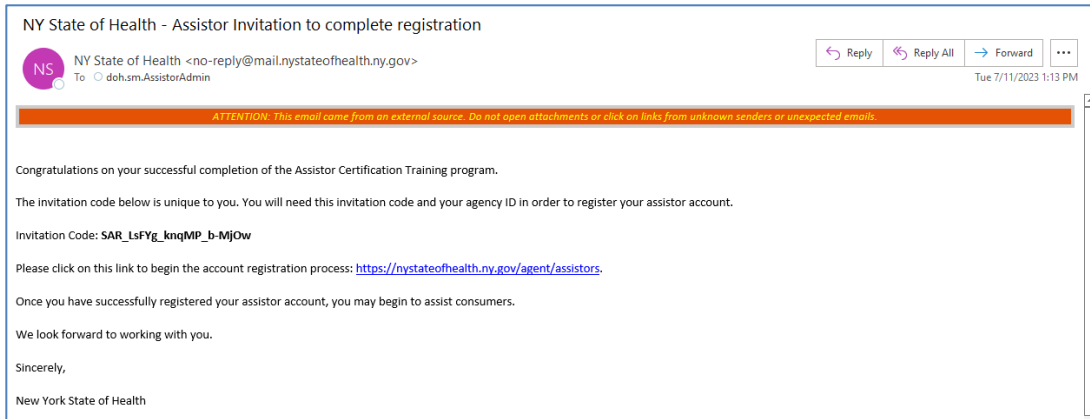 NY State of Health - Assistor Invitation to complete registration
NS
NY State of Health <no-reply@mail.nystateofhealth.ny.gov>
To doh.sm.AssistorAdmin
Reply
Reply All
Forward
Tue 7/11/2023 1:13 PM
ATTENTION: This email came from an external source. Do not open attachments or click on links from unknown senders or unexpected emails.
Congratulations on your successful completion of the Assistor Certification Training program.
The invitation code below is unique to you. You will need this invitation code and your agency ID in order to register your assistor account.
Invitation Code: SAR_LsFYg_knqMP_b-MjOw
Please click on this link to begin the account registration process: https://nystateofhealth.ny.gov/agent/assistors.
Once you have successfully registered your assistor account, you may begin to assist consumers.
We look forward to working with you.
Sincerely,
New York State of Health